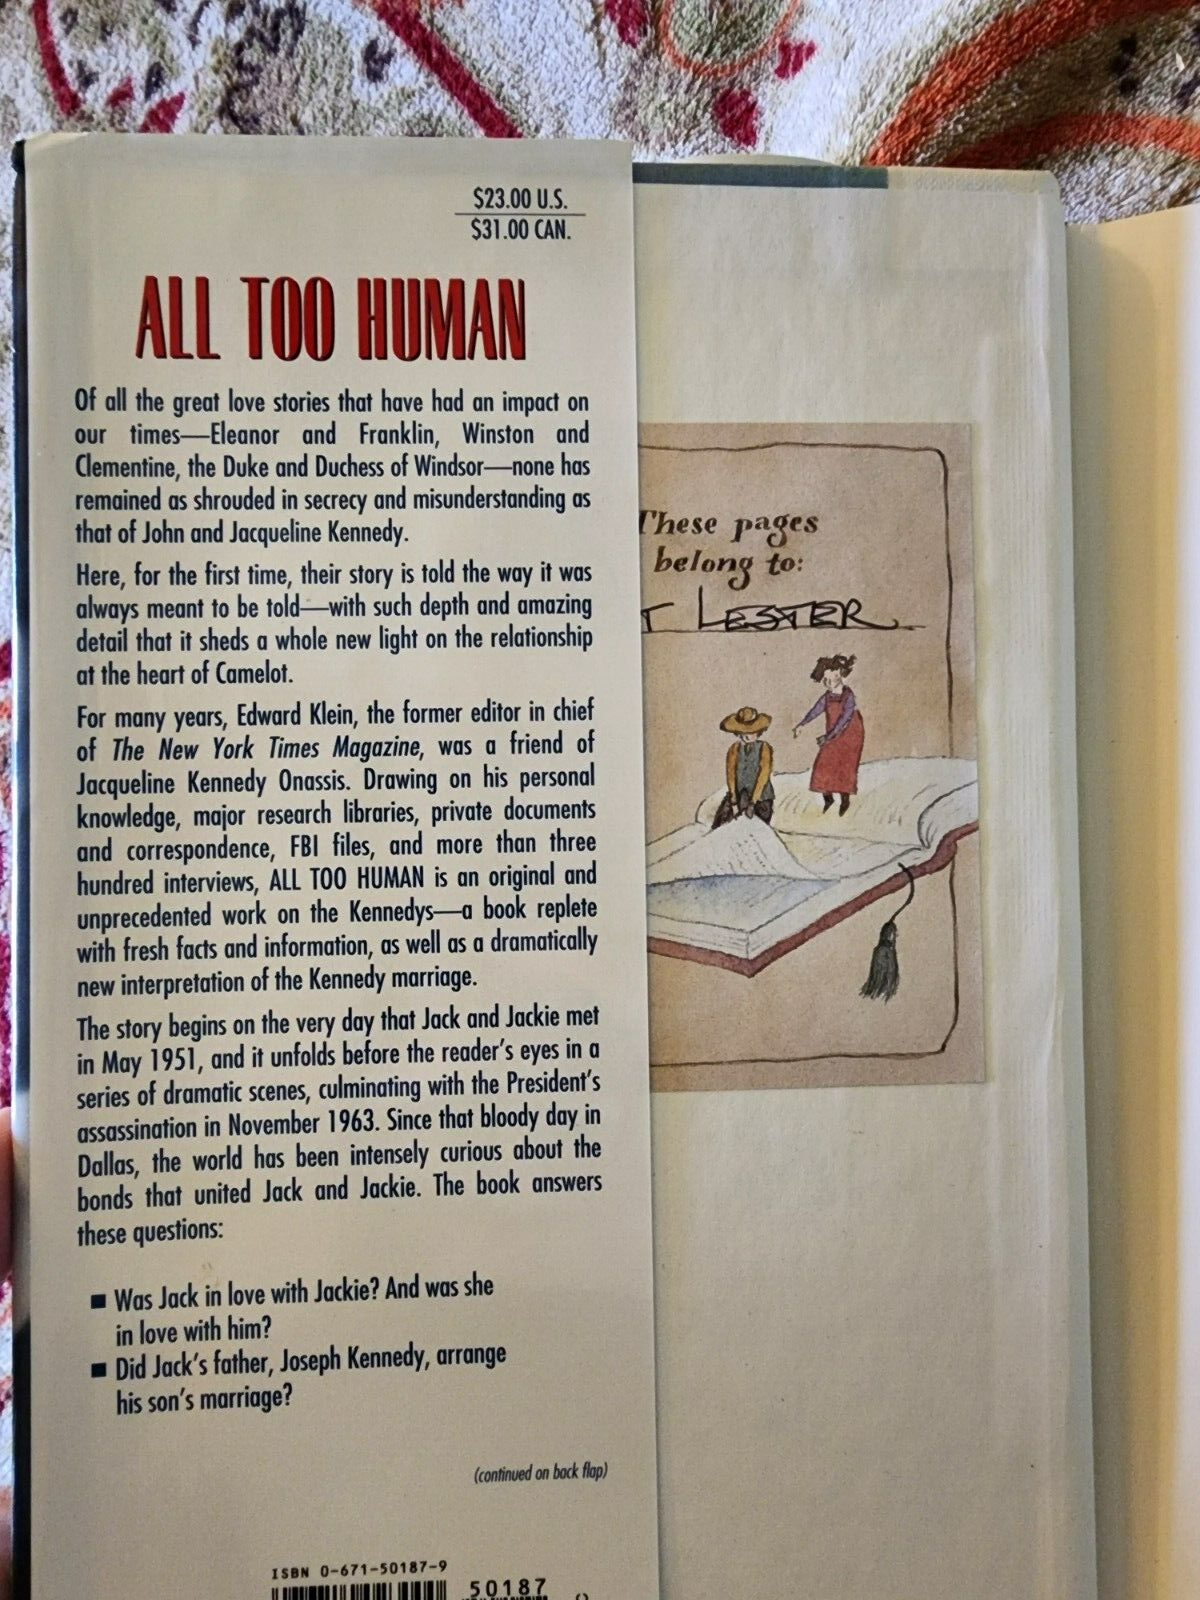 $23.00 U.S.
$31.00 CAN.
ALL TOO HUMAN
Of all the great love stories that have had an impact on
our times—Eleanor and Franklin, Winston and
Clementine, the Duke and Duchess of Windsor—none has
remained as shrouded in secrecy and misunderstanding as
that of John and Jacqueline Kennedy.
Here, for the first time, their story is told the way it was
always meant to be told—with such depth and amazing
detail that it sheds a whole new light on the relationship
at the heart of Camelot.
For many years, Edward Klein, the former editor in chief
of The New York Times Magazine, was a friend of
Jacqueline Kennedy Onassis. Drawing on his personal
knowledge, major research libraries, private documents
and correspondence, FBI files, and more than three
hundred interviews, ALL TOO HUMAN is an original and
unprecedented work on the Kennedys—a book replete
with fresh facts and information, as well as a dramatically
new interpretation of the Kennedy marriage.
The story begins on the very day that Jack and Jackie met
in May 1951, and it unfolds before the reader's eyes in a
series of dramatic scenes, culminating with the President's
assassination in November 1963. Since that bloody day in
Dallas, the world has been intensely curious about the
bonds that united Jack and Jackie. The book answers
these questions:
■ Was Jack in love with Jackie? And was she
in love with him?
■ Did Jack's father, Joseph Kennedy, arrange
his son's marriage?
(continued on back flap)
ISBN 0-671-50187-9
50187
These pages
belong to:
T LESTER